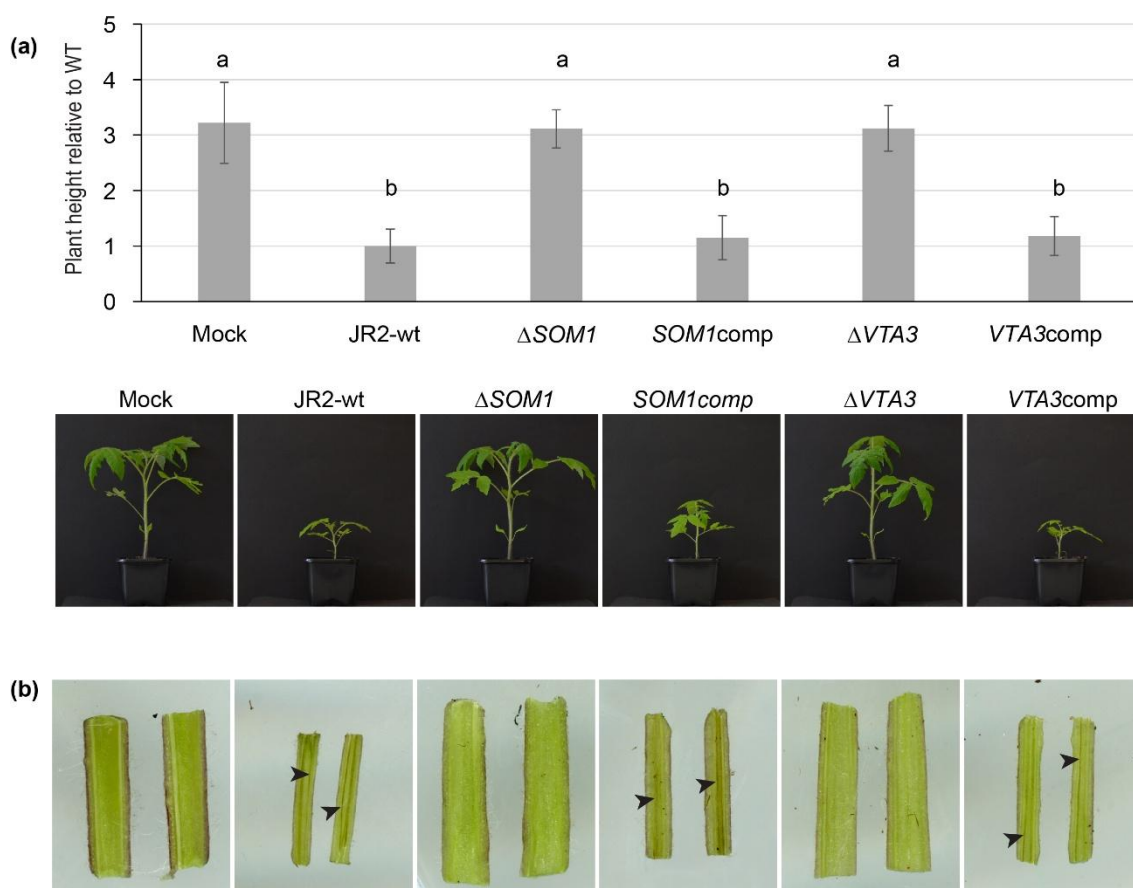 (a)
Plant height relative to WT
5
4
3
2
1
0
a
b
a
b
a
b
Mock JR2-wt ΔSOM1 SOM1comp ΔVTA3 VTA3comp
Mock JR2-wt ΔSOM1 SOM1comp ΔVTA3 VTA3comp
(b)